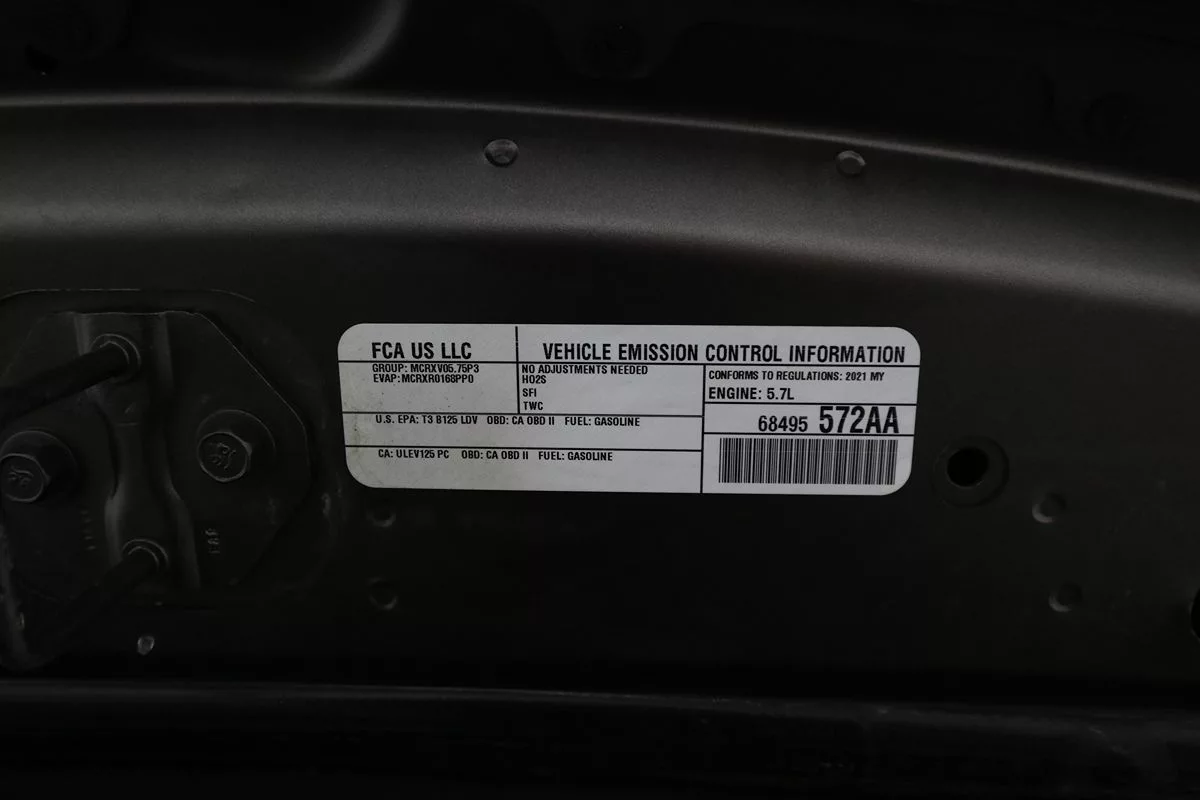 FCA US LLC
GROUP: MCRXV05.75P3
EVAP: MCRXR0168PP0
VEHICLE EMISSION CONTROL INFORMATION
NO ADJUSTMENTS NEEDED
HO2S
SFI
TWC
CONFORMS TO REGULATIONS: 2021 MY
ENGINE: 5.7L
68495 572AA
U.S. EPA: T3 B125 LDV OBD: CA OBD II FUEL: GASOLINE
CA: ULEV125 PC OBD: CA OBD II FUEL: GASOLINE